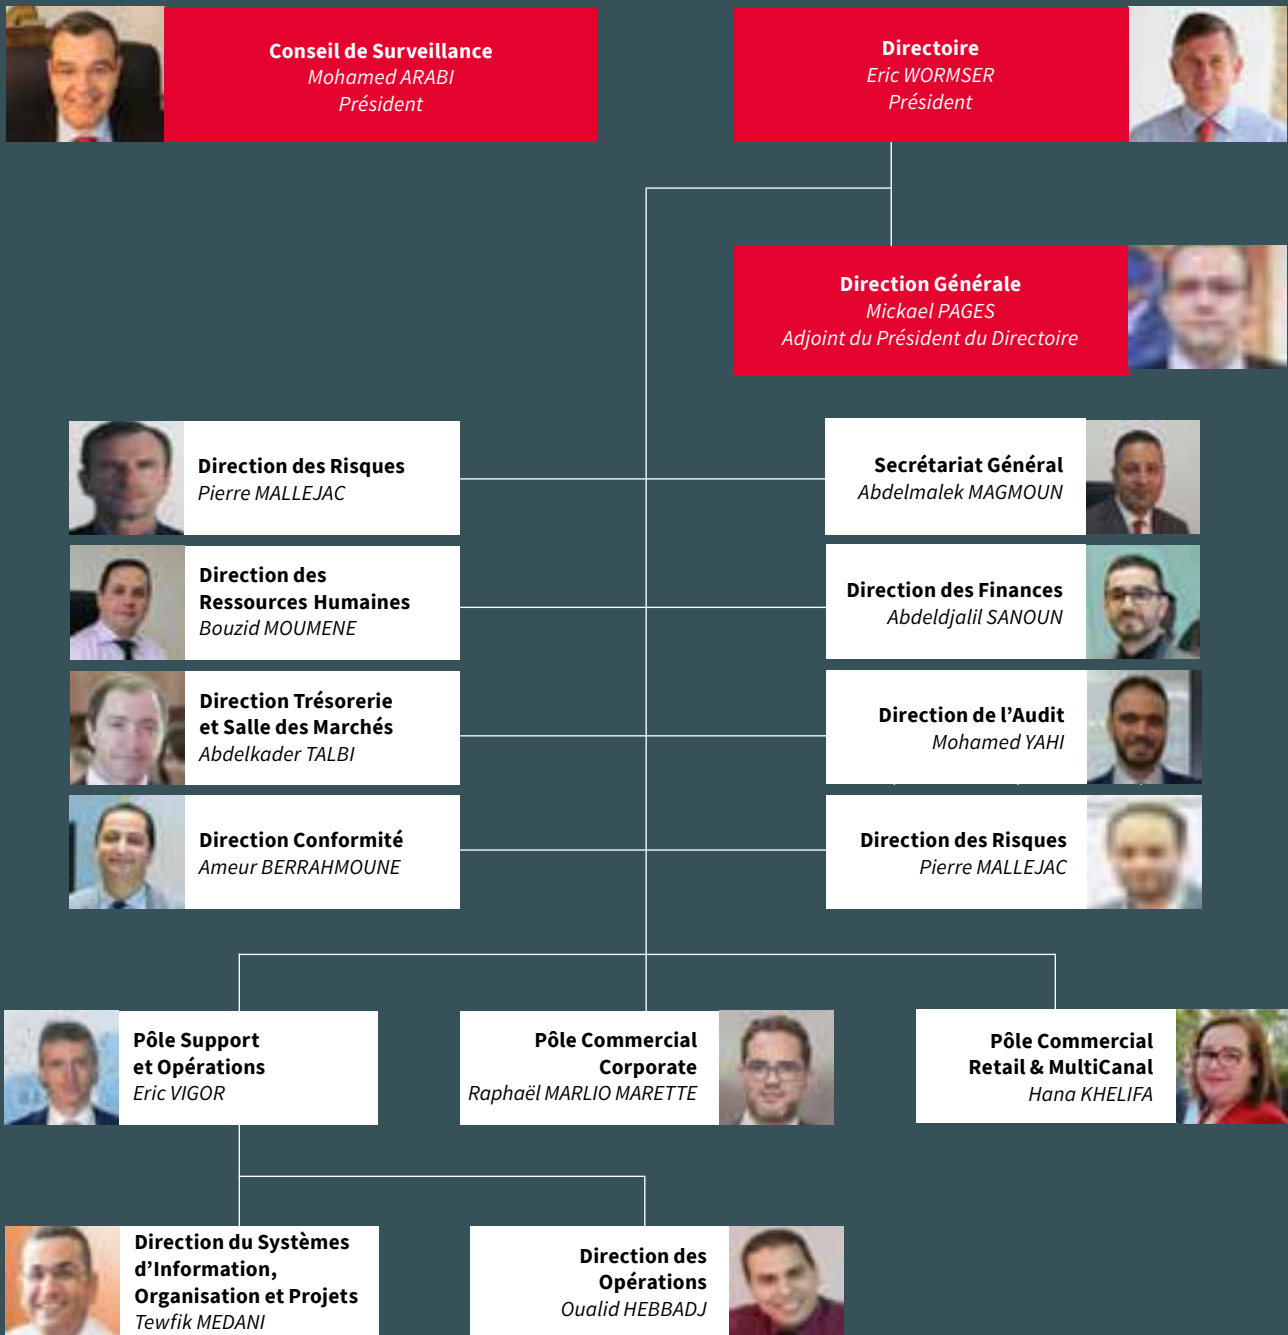 Conseil de Surveillance
Mohamed ARABI
Président
Directoire
Eric WORMSER
Président
Direction Générale
Mickael PAGES
Adjoint du Président du Directoire
Direction des Risques
Pierre MALLEJAC
Secrétariat Général
Abdelmalek MAGMOUN
Direction des
Ressources Humaines
Bouzid MOUMENE
Direction des Finances
Abdeldjalil SANOUN
Direction Trésorerie
et Salle des Marchés
Abdelkader TALBI
Direction de l’Audit
Mohamed YAHI
Direction Conformité
Ameur BERRAHMOUNE
Direction des Risques
Pierre MALLEJAC
Pôle Support
et Opérations
Eric VIGOR
Pôle Commercial
Corporate
Raphaël MARLIO MARETTE
Pôle Commercial
Retail & MultiCanal
Hana KHELIFA
Direction du Systèmes
d’Information,
Organisation et Projets
Tewfik MEDANI
Direction des
Opérations
Oualid HEBBADJ